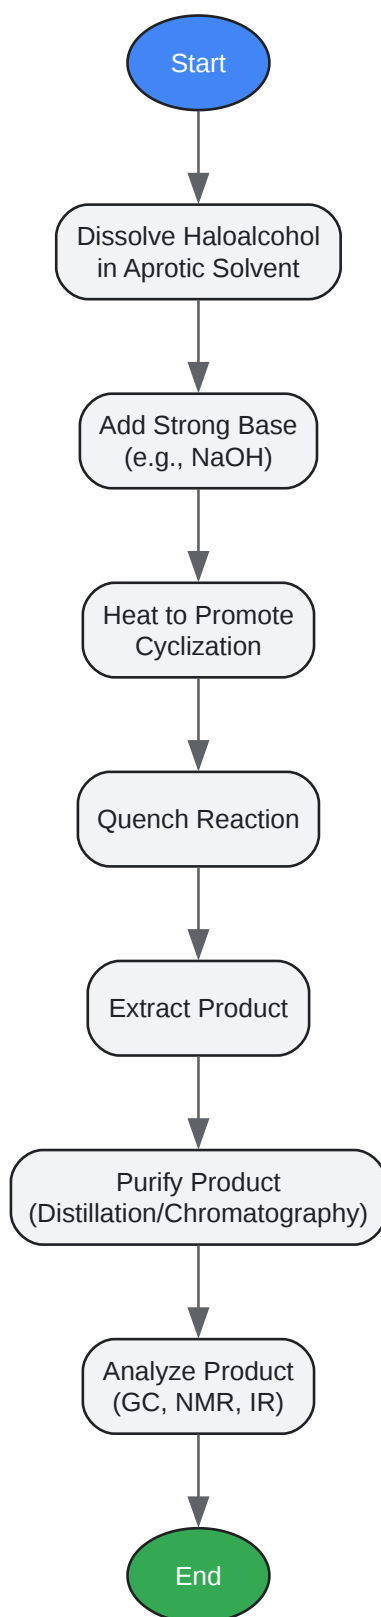 Start
Dissolve Haloalcohol
in Aprotic Solvent
Add Strong Base
(e.g., NaOH)
Heat to Promote
Cyclization
Quench Reaction
Extract Product
Purify Product
(Distillation/Chromatography)
Analyze Product
(GC, NMR, IR)
End